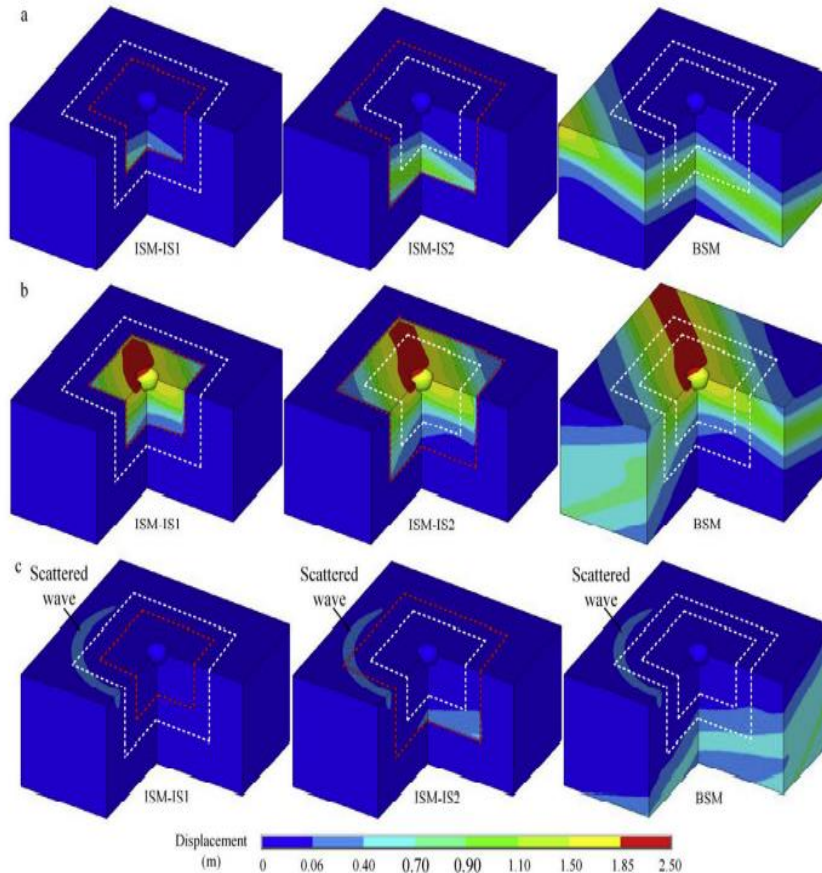 a
ISM-IS1 ISM-IS2 BSM
b
ISM-IS1 ISM-IS2 BSM
c
Scattered wave Scattered wave Scattered wave
ISM-IS1 ISM-IS2 BSM
Displacement
(m) 0 0.06 0.40 0.70 0.90 1.10 1.50 1.85 2.50